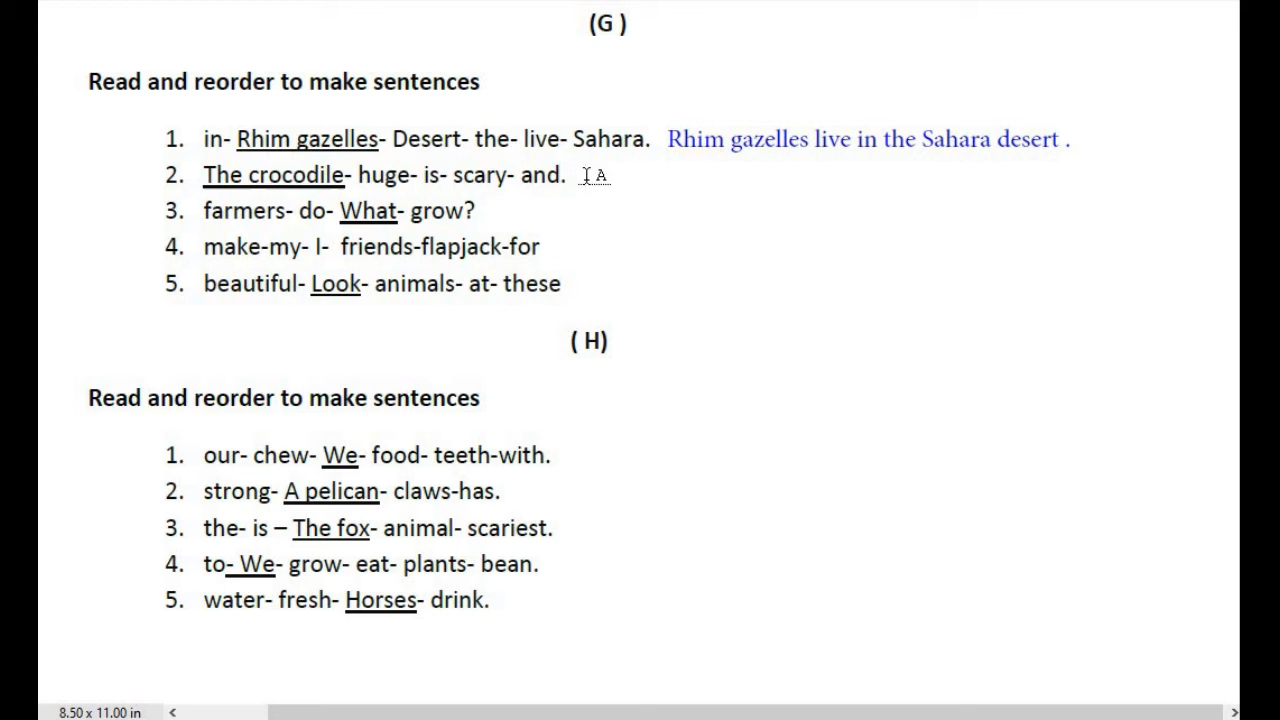 (G )
Read and reorder to make sentences
1. in- Rhim gazelles- Desert- the- live- Sahara. Rhim gazelles live in the Sahara desert .
2. The crocodile- huge- is- scary- and. A
3. farmers- do- What- grow?
4. make-my- I- friends-flapjack-for
5. beautiful- Look- animals- at- these
( H)
Read and reorder to make sentences
1. our- chew- We- food- teeth-with.
2. strong- A pelican- claws-has.
3. the- is – The fox- animal- scariest.
4. to- We- grow- eat- plants- bean.
5. water- fresh- Horses- drink.
8.50 x 11.00 in